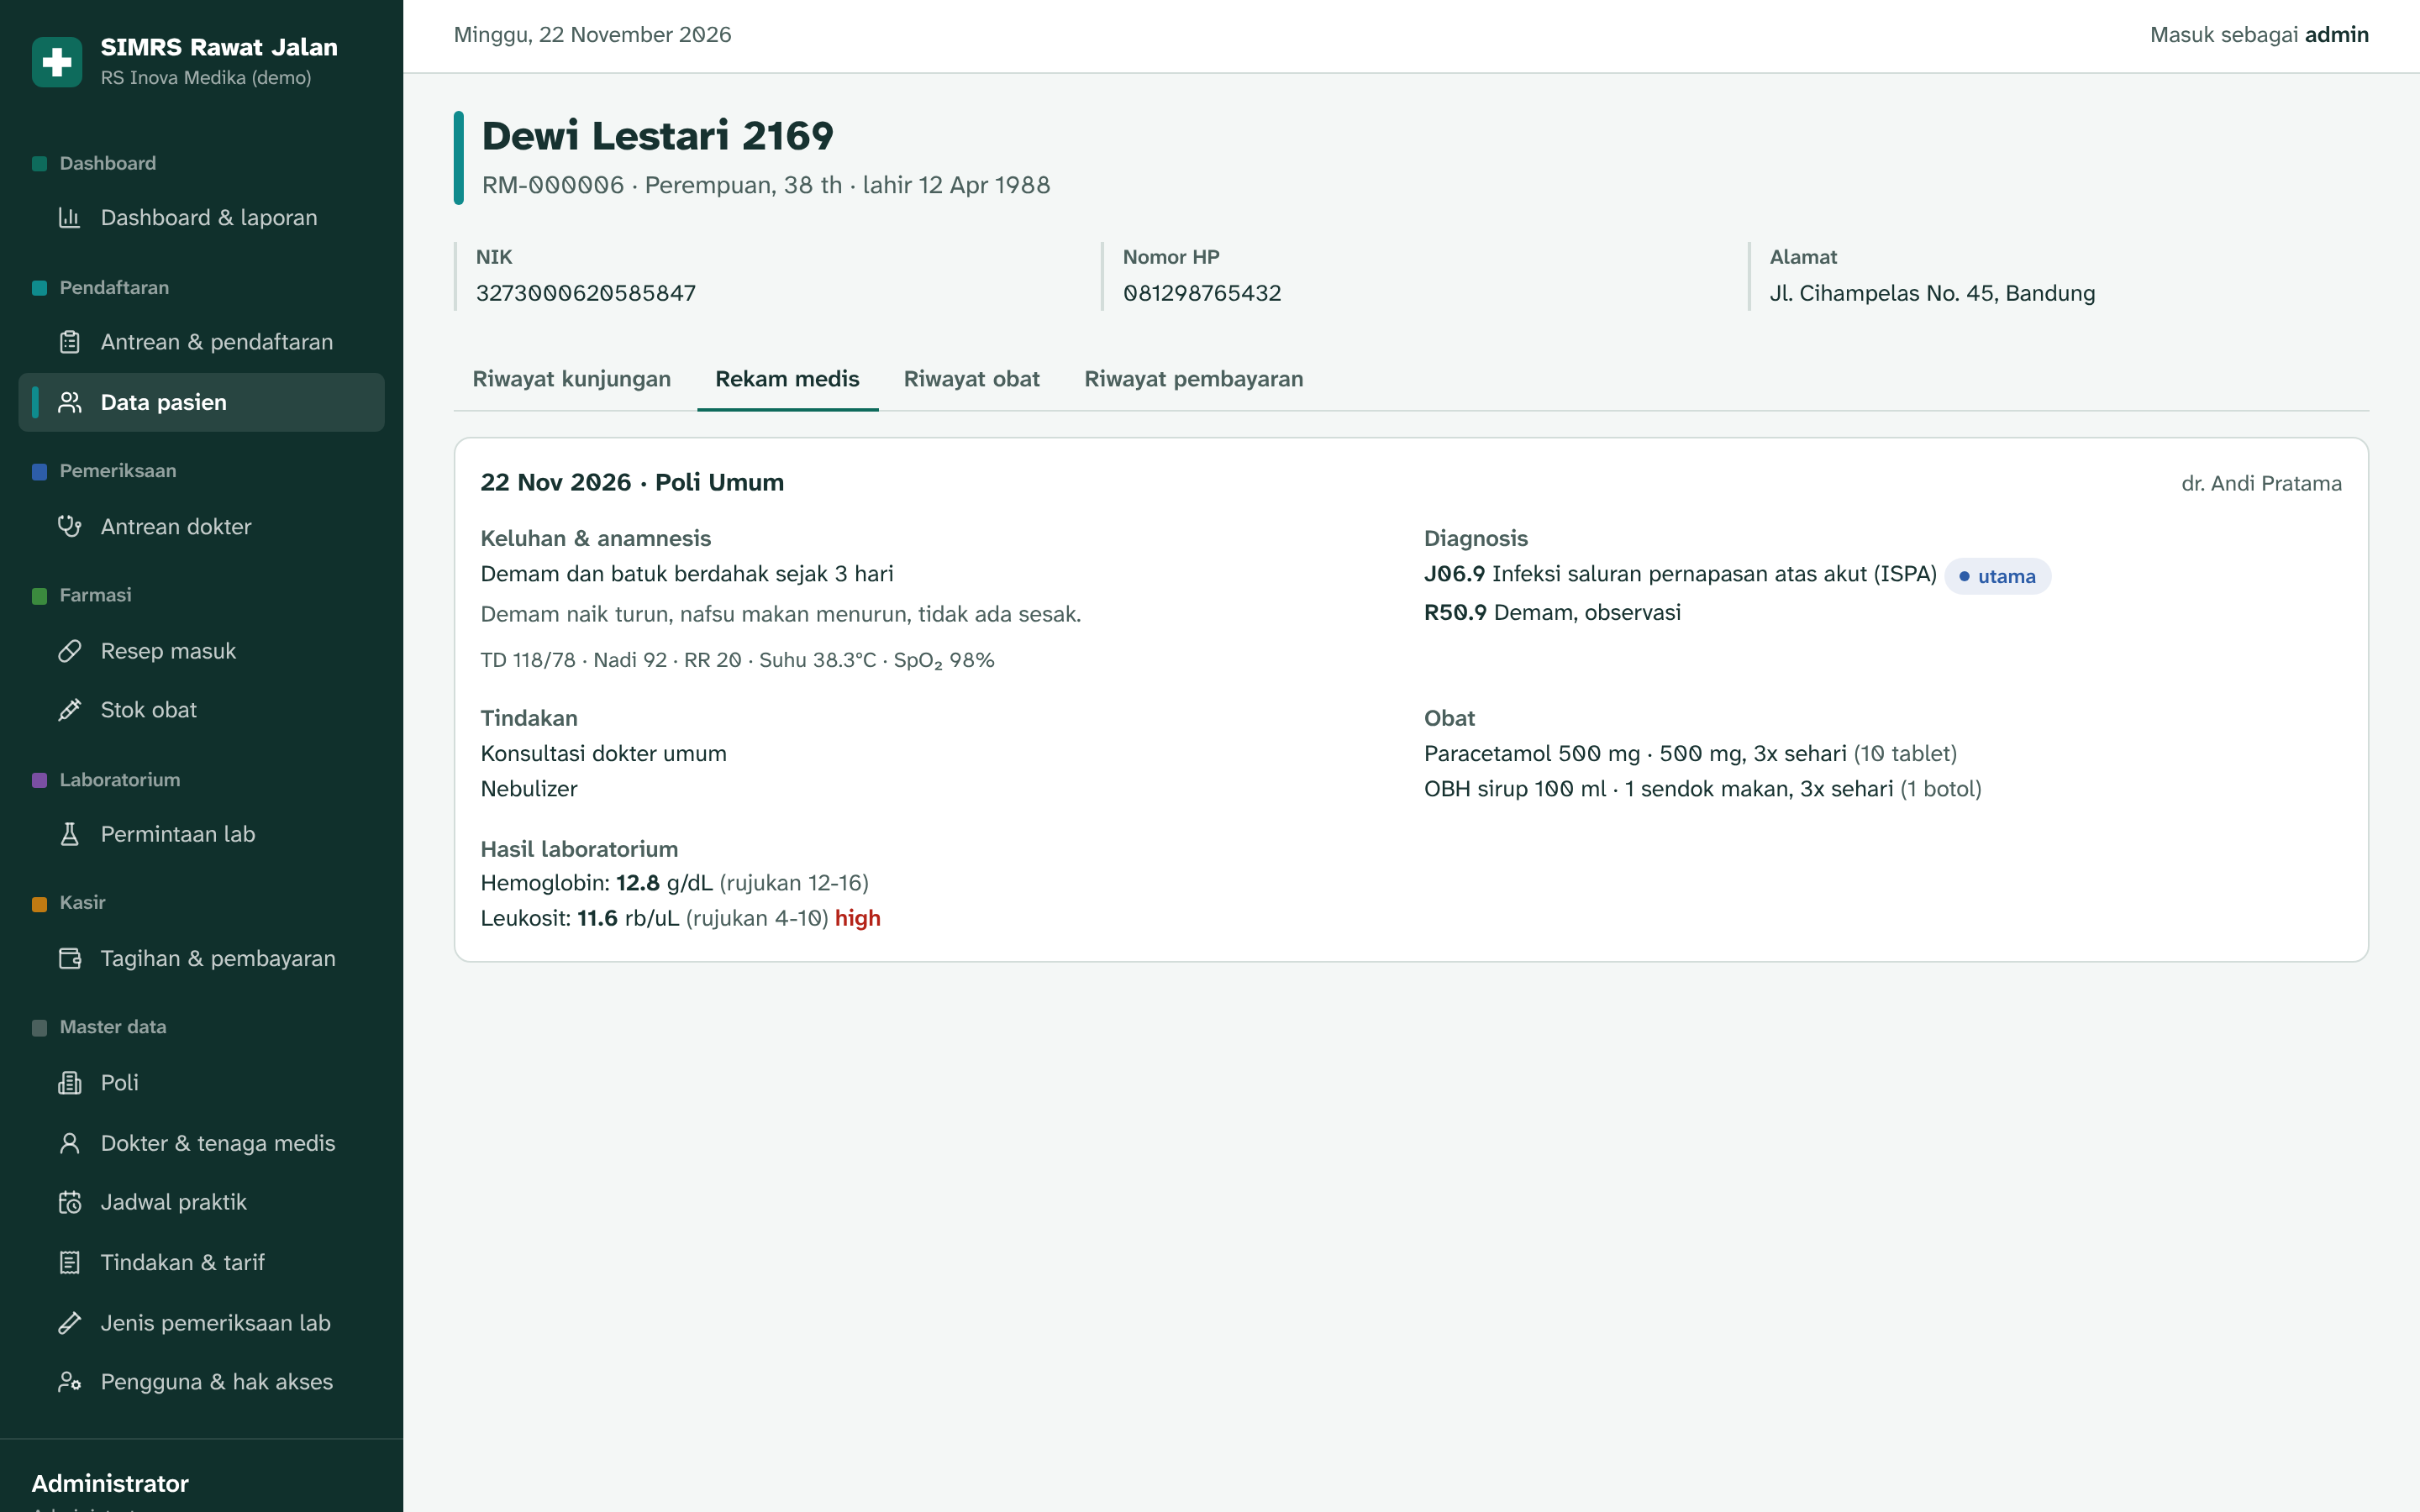 SIMRS Rawat Jalan
RS Inova Medika (demo)
Dashboard
Dashboard & laporan
Pendaftaran
Antrean & pendaftaran
Data pasien
Pemeriksaan
Antrean dokter
Farmasi
Resep masuk
Stok obat
Laboratorium
Permintaan lab
Kasir
Tagihan & pembayaran
Master data
Poli
Dokter & tenaga medis
Jadwal praktik
Tindakan & tarif
Jenis pemeriksaan lab
Pengguna & hak akses
Administrator
Minggu, 22 November 2026
Masuk sebagai admin
Dewi Lestari 2169
RM-000006 · Perempuan, 38 th · lahir 12 Apr 1988
NIK
3273000620585847
Nomor HP
081298765432
Alamat
Jl. Cihampelas No. 45, Bandung
Riwayat kunjungan
Rekam medis
Riwayat obat
Riwayat pembayaran
22 Nov 2026 · Poli Umum
dr. Andi Pratama
Keluhan & anamnesis
Demam dan batuk berdahak sejak 3 hari
Demam naik turun, nafsu makan menurun, tidak ada sesak.
TD 118/78 · Nadi 92 · RR 20 · Suhu 38.3°C · SpO₂ 98%
Diagnosis
J06.9 Infeksi saluran pernapasan atas akut (ISPA) utama
R50.9 Demam, observasi
Tindakan
Konsultasi dokter umum
Nebulizer
Obat
Paracetamol 500 mg · 500 mg, 3x sehari (10 tablet)
OBH sirup 100 ml · 1 sendok makan, 3x sehari (1 botol)
Hasil laboratorium
Hemoglobin: 12.8 g/dL (rujukan 12-16)
Leukosit: 11.6 rb/uL (rujukan 4-10) high